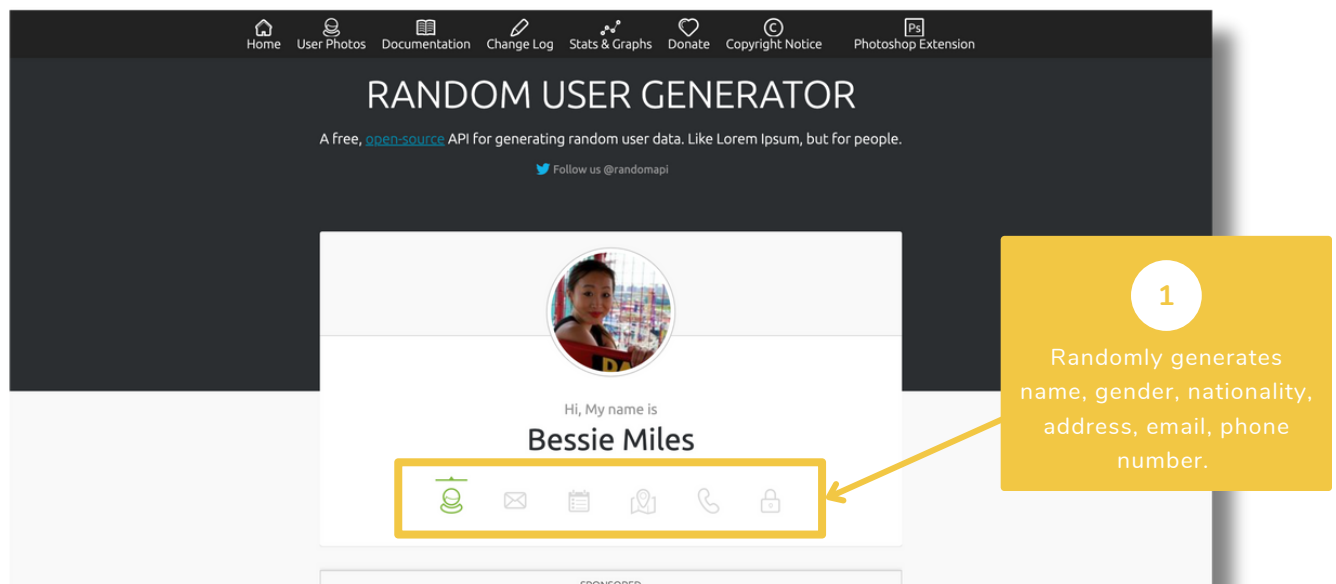 Home User Photos Documentation Change Log Stats & Graphs Donate Copyright Notice Photoshop Extension
RANDOM USER GENERATOR
A free, open-source API for generating random user data. Like Lorem Ipsum, but for people.
Follow us @randomapi
Hi, My name is
Bessie Miles
1
Randomly generates
name, gender, nationality,
address, email, phone
number.
SPONSORED